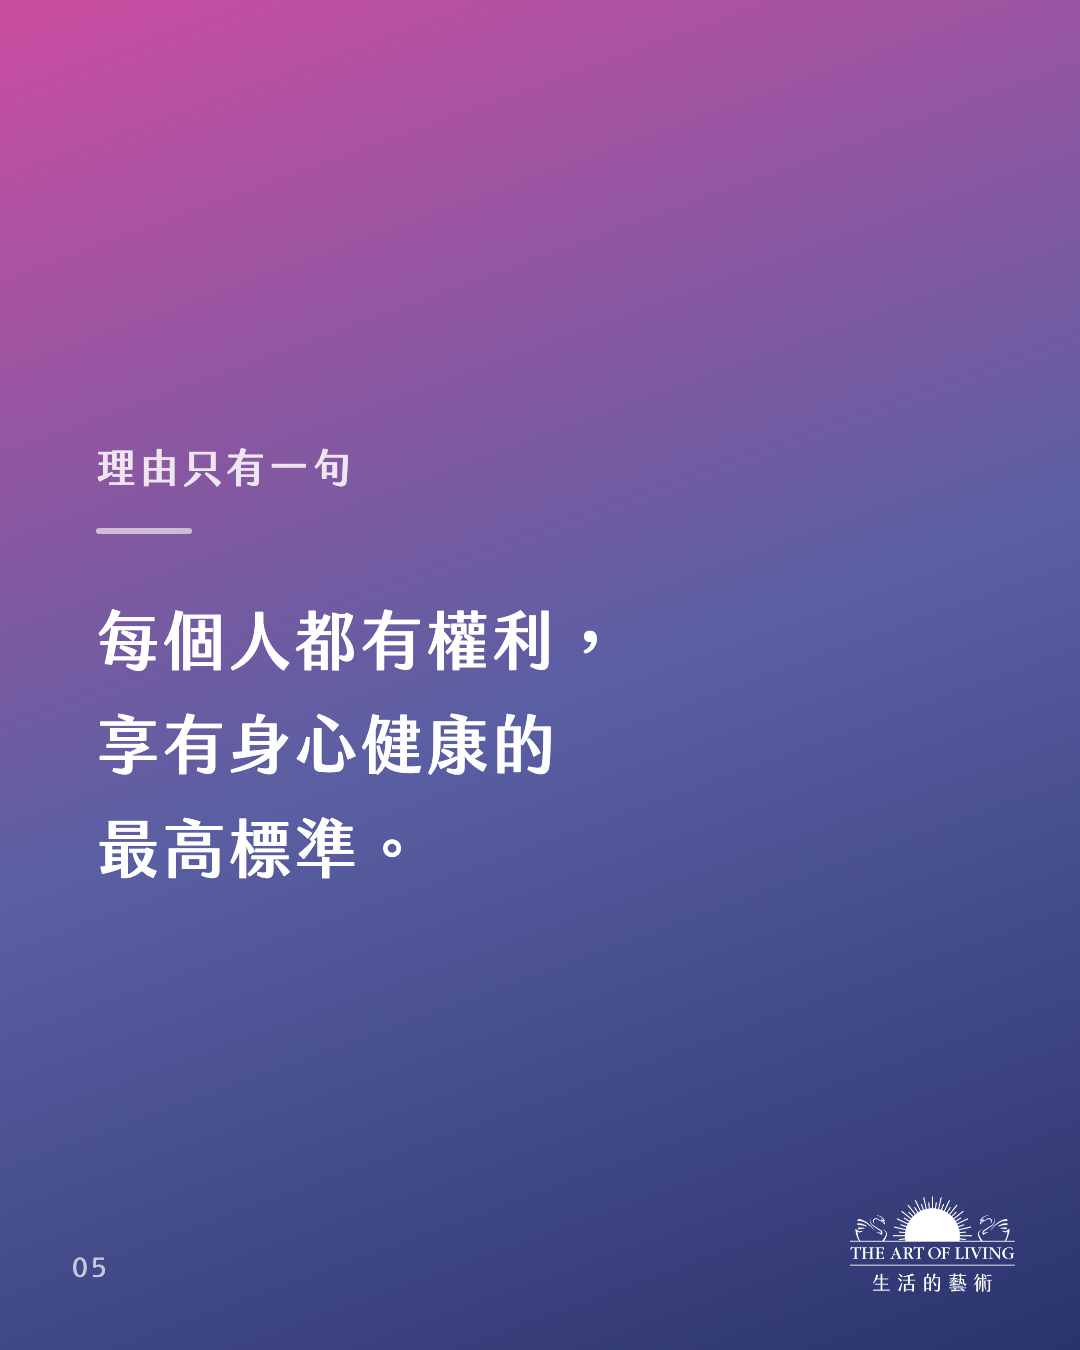 理由只有一句
每個人都有權利，
享有身心健康的
最高標準。
05
THE ART OF LIVING
生活的藝術